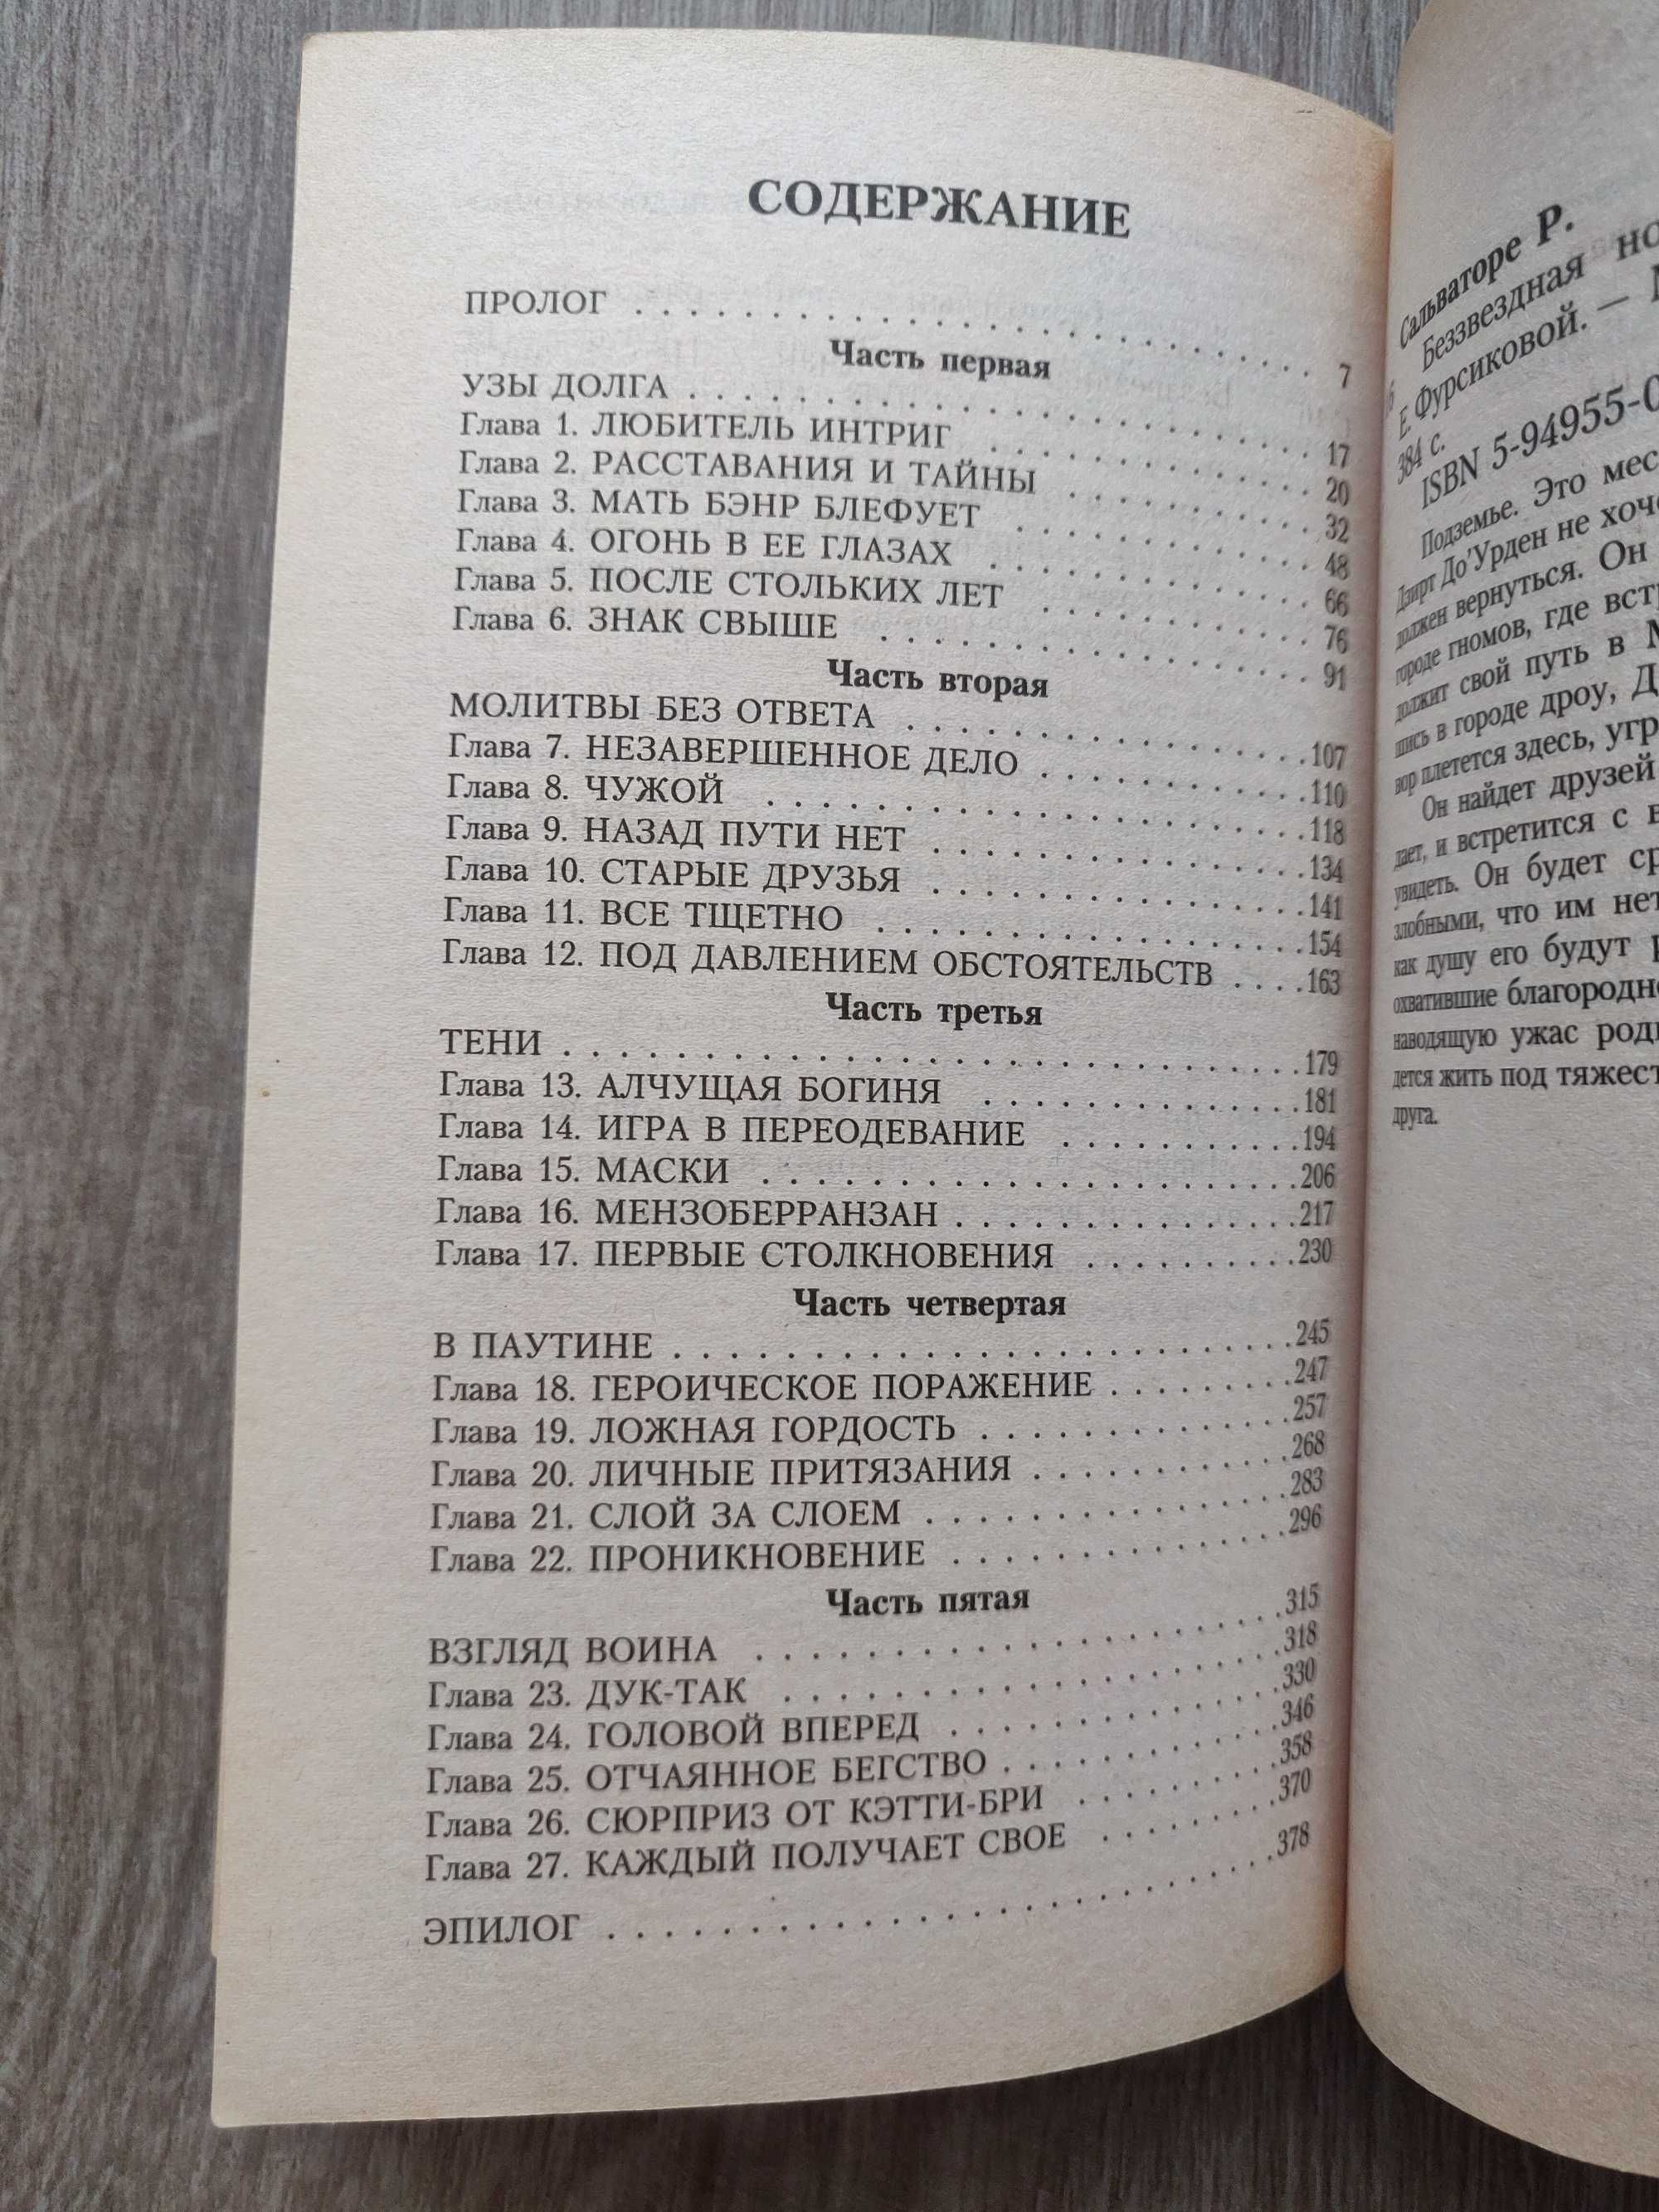 СОДЕРЖАНИЕ
ПРОЛОГ . . . . . . . . . . . . . . . . . . . . . . . . 7
Часть первая
УЗЫ ДОЛГА . . . . . . . . . . . . . . . . . . . . . . 17
Глава 1. ЛЮБИТЕЛЬ ИНТРИГ . . . . . . . . . . . . 20
Глава 2. РАССТАВАНИЯ И ТАЙНЫ . . . . . . . . . . 32
Глава 3. МАТЬ БЭНР БЛЕФУЕТ . . . . . . . . . . . 48
Глава 4. ОГОНЬ В ЕЕ ГЛАЗАХ . . . . . . . . . . . . 66
Глава 5. ПОСЛЕ СТОЛЬКИХ ЛЕТ . . . . . . . . . . 76
Глава 6. ЗНАК СВЫШЕ . . . . . . . . . . . . . . . 91
Часть вторая
МОЛИТВЫ БЕЗ ОТВЕТА . . . . . . . . . . . . . . 107
Глава 7. НЕЗАВЕРШЕННОЕ ДЕЛО . . . . . . . . . . 110
Глава 8. ЧУЖОЙ . . . . . . . . . . . . . . . . . . . 118
Глава 9. НАЗАД ПУТИ НЕТ . . . . . . . . . . . . . 134
Глава 10. СТАРЫЕ ДРУЗЬЯ . . . . . . . . . . . . . 141
Глава 11. ВСЕ ТЩЕТНО . . . . . . . . . . . . . . . 154
Глава 12. ПОД ДАВЛЕНИЕМ ОБСТОЯТЕЛЬСТВ . . . . 163
Часть третья
ТЕНИ . . . . . . . . . . . . . . . . . . . . . . . . . . 179
Глава 13. АЛЧУЩАЯ БОГИНЯ . . . . . . . . . . . . 181
Глава 14. ИГРА В ПЕРЕОДЕВАНИЕ . . . . . . . . . 194
Глава 15. МАСКИ . . . . . . . . . . . . . . . . . . . 206
Глава 16. МЕНЗОБЕРРАНЗАН . . . . . . . . . . . . 217
Глава 17. ПЕРВЫЕ СТОЛКНОВЕНИЯ . . . . . . . . 230
Часть четвертая
В ПАУТИНЕ . . . . . . . . . . . . . . . . . . . . . . 245
Глава 18. ГЕРОИЧЕСКОЕ ПОРАЖЕНИЕ . . . . . . . 247
Глава 19. ЛОЖНАЯ ГОРДОСТЬ . . . . . . . . . . . 257
Глава 20. ЛИЧНЫЕ ПРИТЯЗАНИЯ . . . . . . . . . 268
Глава 21. СЛОЙ ЗА СЛОЕМ . . . . . . . . . . . . . 283
Глава 22. ПРОНИКНОВЕНИЕ . . . . . . . . . . . . 296
Часть пятая
ВЗГЛЯД ВОИНА . . . . . . . . . . . . . . . . . . . 315
Глава 23. ДУК-ТАК . . . . . . . . . . . . . . . . . . 318
Глава 24. ГОЛОВОЙ ВПЕРЕД . . . . . . . . . . . . 330
Глава 25. ОТЧАЯННОЕ БЕГСТВО . . . . . . . . . . 346
Глава 26. СЮРПРИЗ ОТ КЭТТИ-БРИ . . . . . . . . 358
Глава 27. КАЖДЫЙ ПОЛУЧАЕТ СВОЕ . . . . . . . . 370
ЭПИЛОГ . . . . . . . . . . . . . . . . . . . . . . . . 378
Сальваторе Р.
Беззвездная
Е. Фурсиковой. —
384 с.
ISBN 5-94955-0
Подземье. Это
До'Урден не
должен вернуться. Он
городе гномов, где
свой путь в
в городе дроу,
плетется здесь,
Он найдет друзей
и встретится с
увидеть. Он будет
злобными, что им нет
как душу его будут
охватившие
наводящую ужас
жить под
друга.